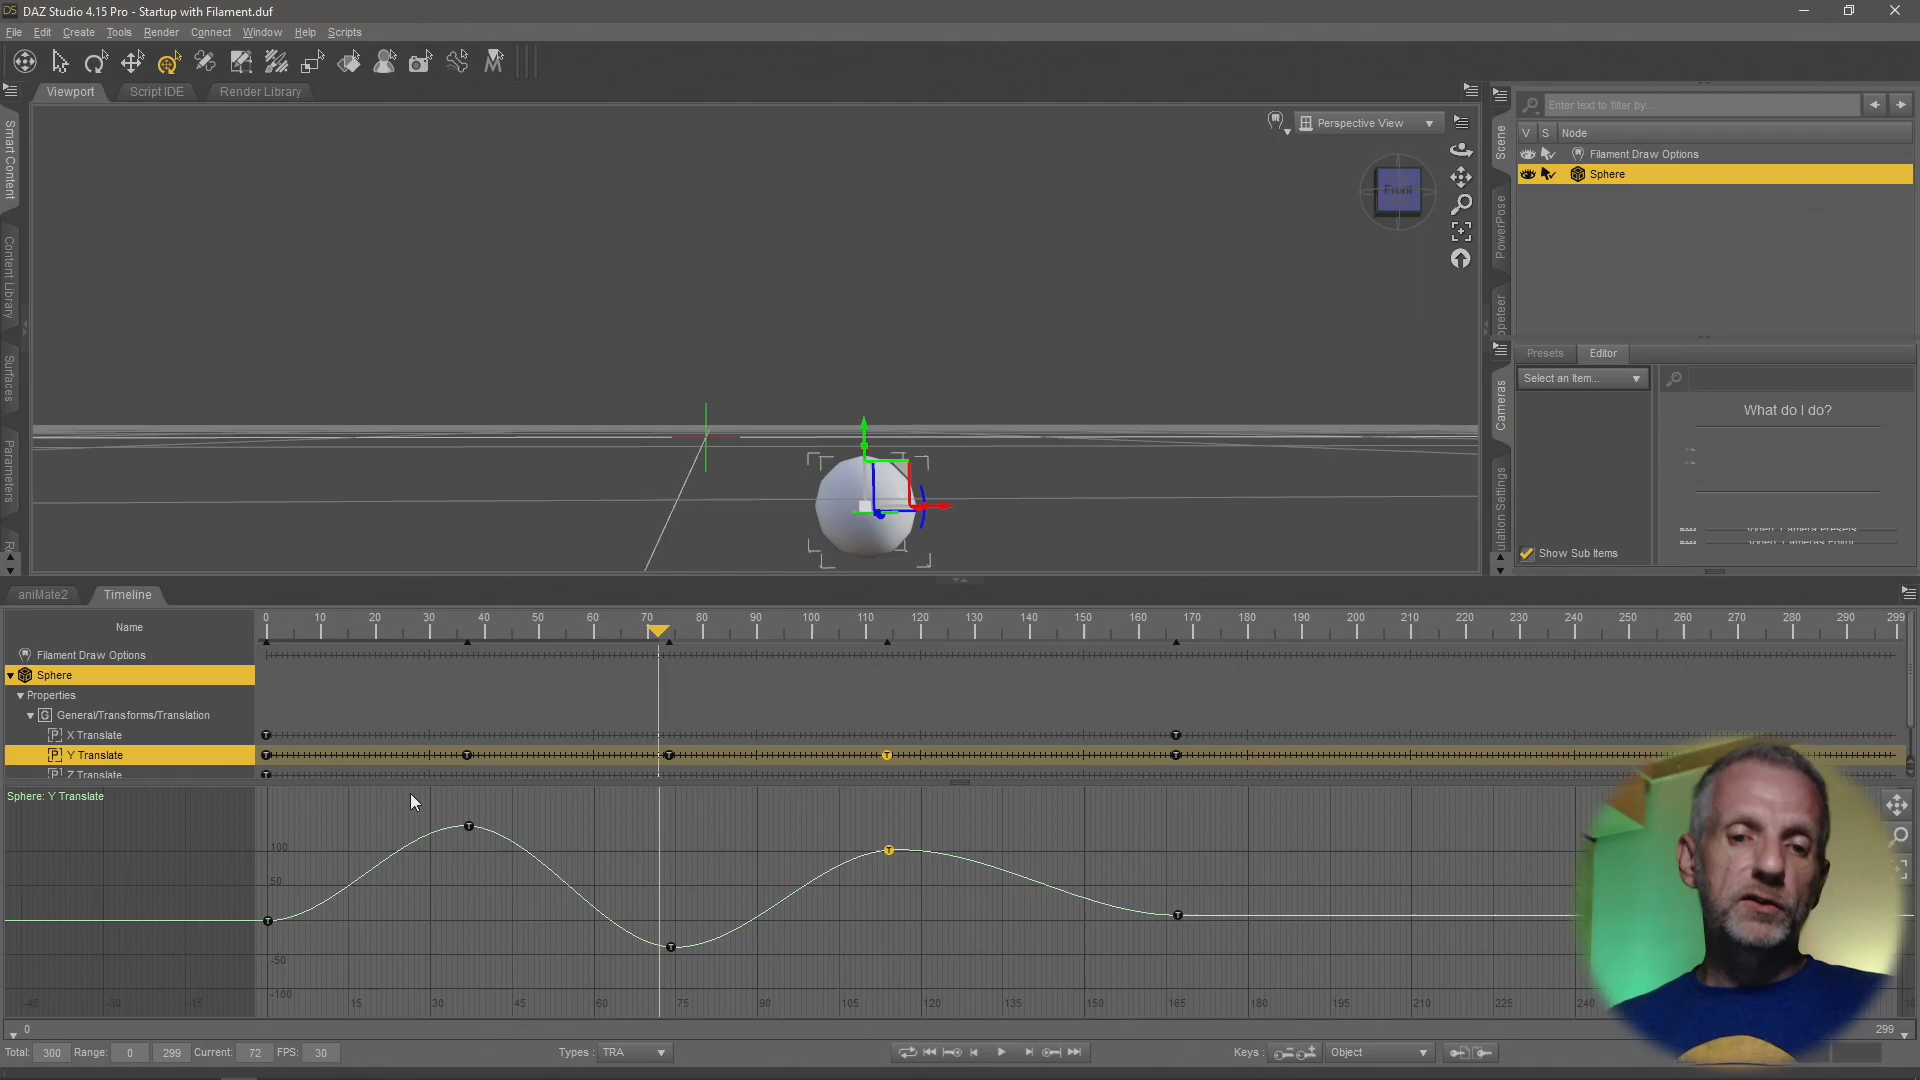 DAZ Studio 4.15 Pro - Startup with Filament.duf
File Edit Create Tools Render Connect Window Help Scripts
Viewport Script IDE Render Library
Smart Content
Content Library
Surfaces
Parameters
Perspective View
Front
Scene
PowerPose
Enter text to filter by...
V S Node
Filament Draw Options
Sphere
Cameras
Presets Editor
Select an Item...
What do I do?
Show Sub Items
aniMate2 Timeline
Name
0 10 20 30 40 50 60 70 80 90 100 110 120 130 140 150 160 170 180 190 200 210 220 230 240 250 260 270 280 290 299
Filament Draw Options
Sphere
Properties
General/Transforms/Translation
X Translate
Y Translate
Z Translate
Sphere: Y Translate
100
50
-50
-100
-45 -30 -15 15 30 45 60 75 90 105 120 135 150 165 180 195 210 225 240
0 299
Total: 300 Range: 0 299 Current: 72 FPS: 30 Types : TRA Keys : Object